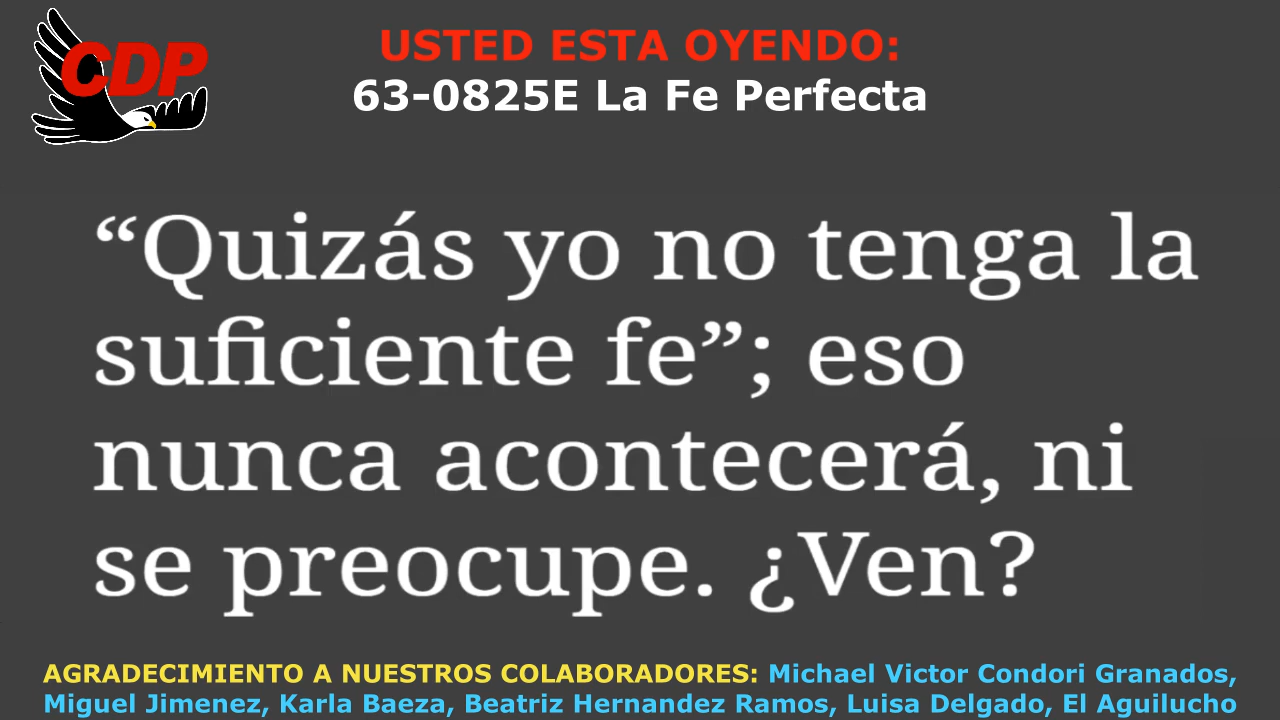 CDP
USTED ESTA OYENDO:
63-0825E La Fe Perfecta
“Quizás yo no tenga la
suficiente fe”; eso
nunca acontecerá, ni
se preocupe. ¿Ven?
AGRADECIMIENTO A NUESTROS COLABORADORES: Michael Victor Condori Granados,
Miguel Jimenez, Karla Baeza, Beatriz Hernandez Ramos, Luisa Delgado, El Aguilucho